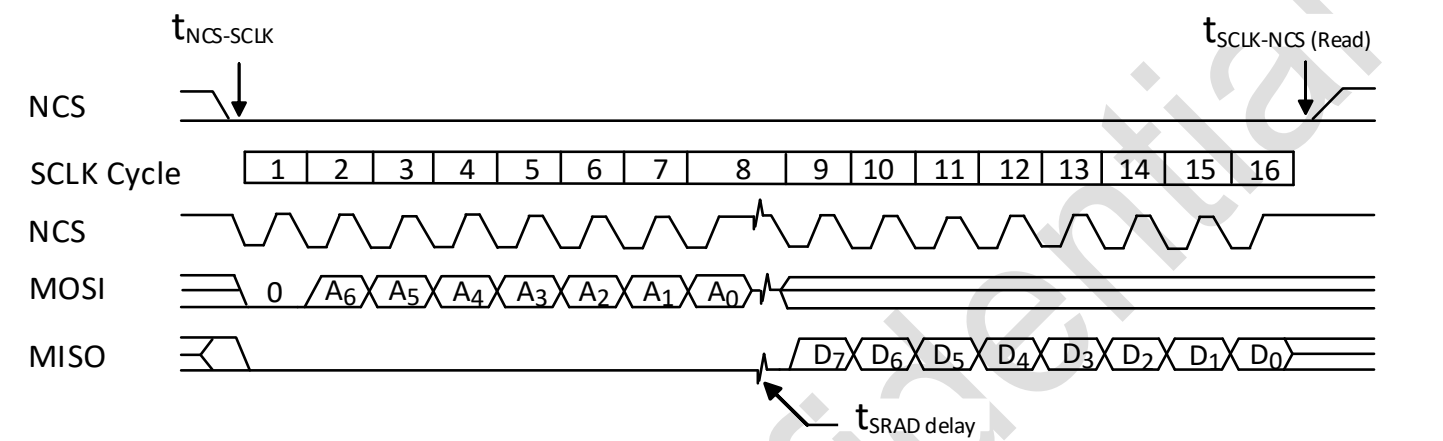 tNCS-SCLK
tSCLK-NCS (Read)
NCS
SCLK Cycle 1 2 3 4 5 6 7 8 9 10 11 12 13 14 15 16
NCS
MOSI 0 A6 A5 A4 A3 A2 A1 A0
MISO D7 D6 D5 D4 D3 D2 D1 D0
tSRAD delay